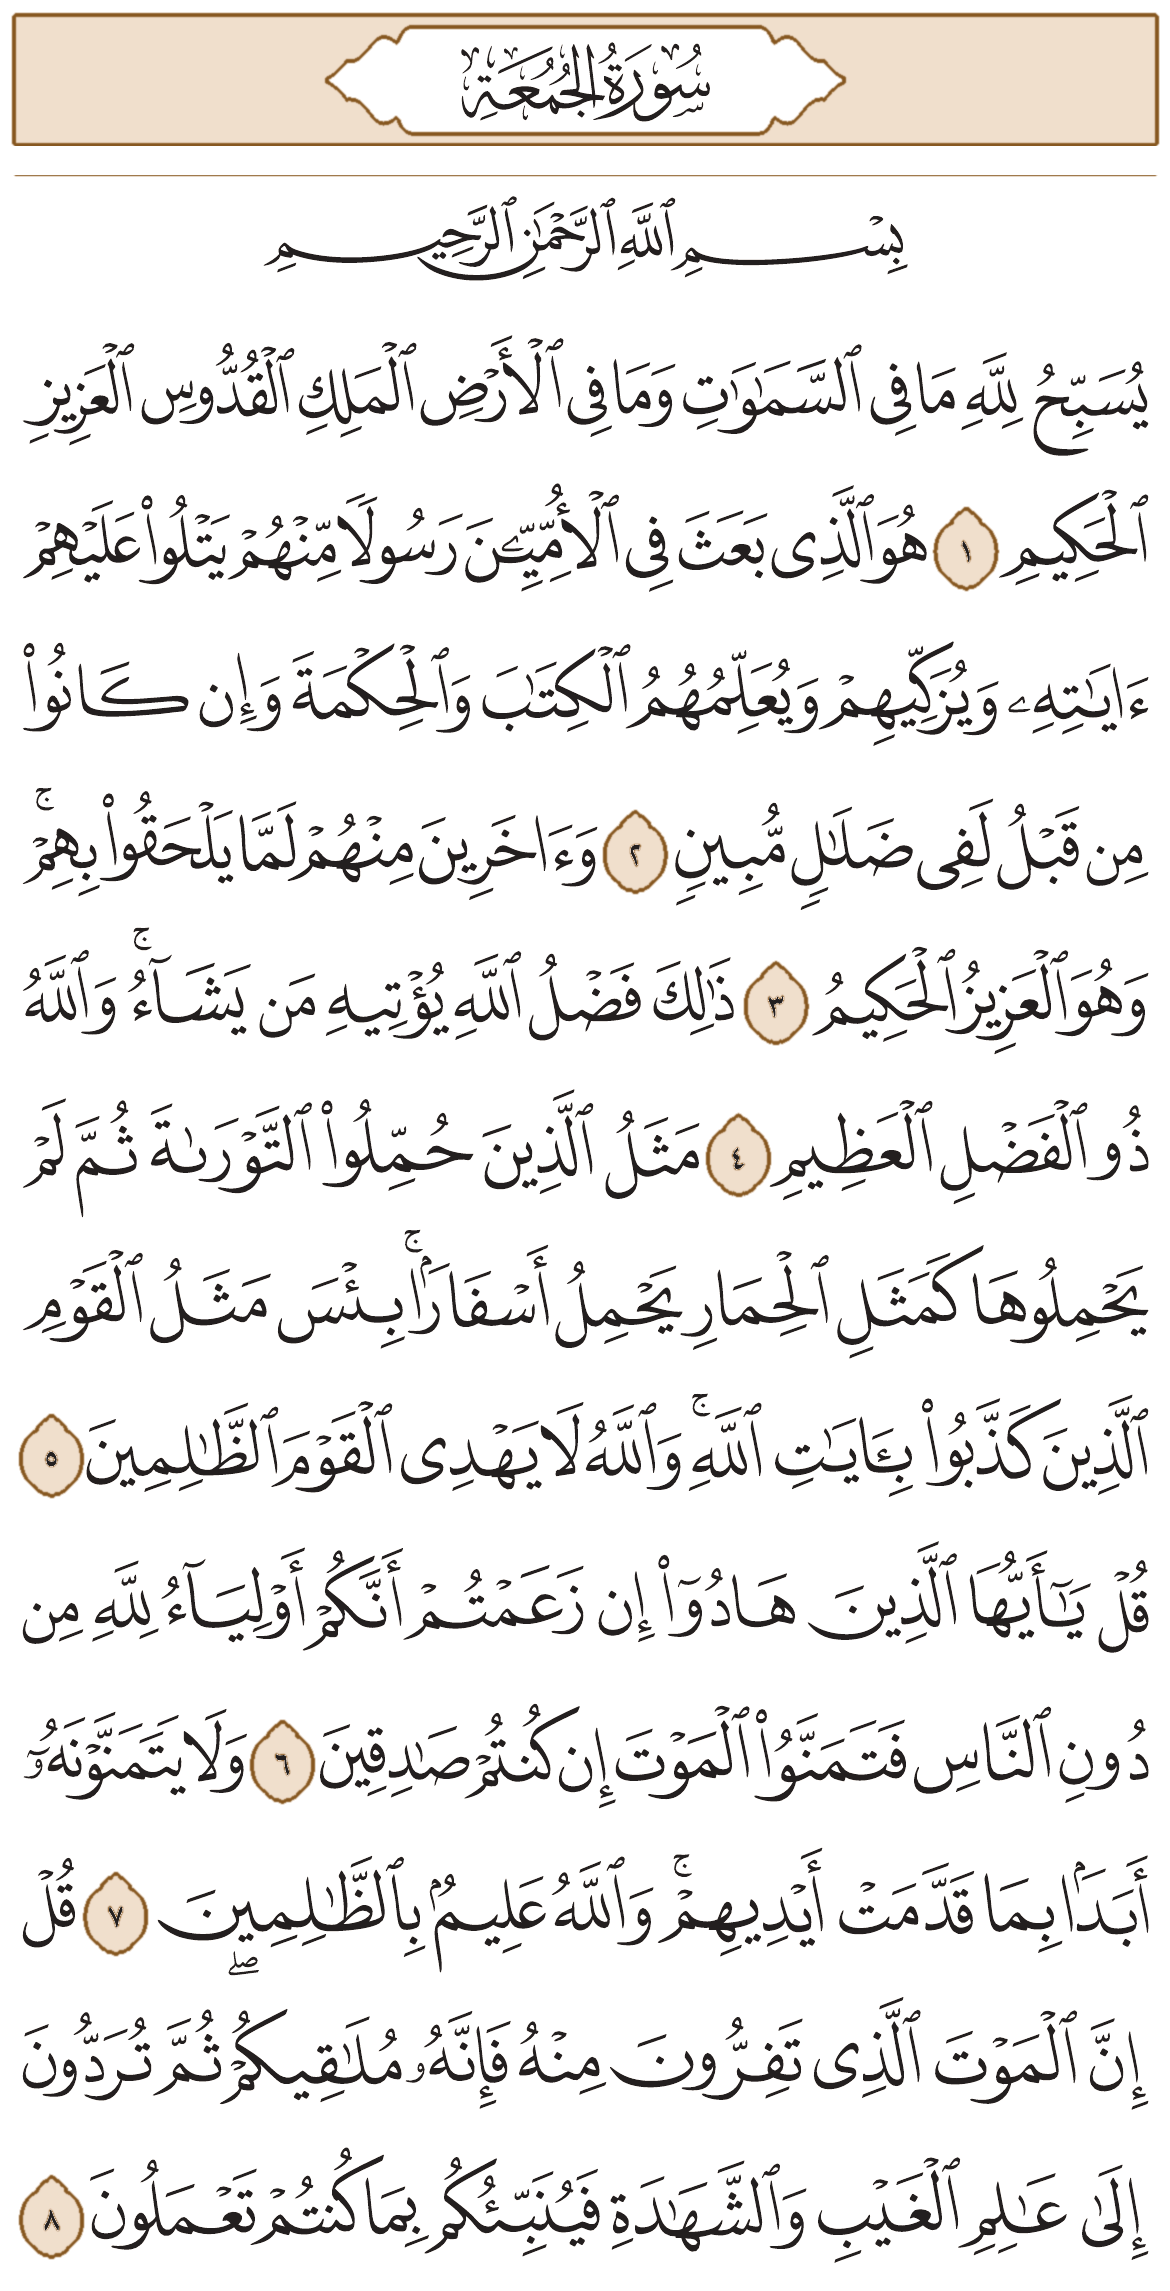 سُورَةُ الجُمُعَةِ
بِسْمِ ٱللَّهِ ٱلرَّحْمَٰنِ ٱلرَّحِيمِ
يُسَبِّحُ لِلَّهِ مَا فِى ٱلسَّمَٰوَٰتِ وَمَا فِى ٱلْأَرْضِ ٱلْمَلِكِ ٱلْقُدُّوسِ ٱلْعَزِيزِ
ٱلْحَكِيمِ ١ هُوَ ٱلَّذِى بَعَثَ فِى ٱلْأُمِّيِّـۧنَ رَسُولًا مِّنْهُمْ يَتْلُوا۟ عَلَيْهِمْ
ءَايَٰتِهِۦ وَيُزَكِّيهِمْ وَيُعَلِّمُهُمُ ٱلْكِتَٰبَ وَٱلْحِكْمَةَ وَإِن كَانُوا۟
مِن قَبْلُ لَفِى ضَلَٰلٍ مُّبِينٍ ٢ وَءَاخَرِينَ مِنْهُمْ لَمَّا يَلْحَقُوا۟ بِهِمْ ۚ
وَهُوَ ٱلْعَزِيزُ ٱلْحَكِيمُ ٣ ذَٰلِكَ فَضْلُ ٱللَّهِ يُؤْتِيهِ مَن يَشَآءُ ۚ وَٱللَّهُ
ذُو ٱلْفَضْلِ ٱلْعَظِيمِ ٤ مَثَلُ ٱلَّذِينَ حُمِّلُوا۟ ٱلتَّوْرَىٰةَ ثُمَّ لَمْ
يَحْمِلُوهَا كَمَثَلِ ٱلْحِمَارِ يَحْمِلُ أَسْفَارًۢا ۚ بِئْسَ مَثَلُ ٱلْقَوْمِ
ٱلَّذِينَ كَذَّبُوا۟ بِـَٔايَٰتِ ٱللَّهِ ۚ وَٱللَّهُ لَا يَهْدِى ٱلْقَوْمَ ٱلظَّٰلِمِينَ ٥
قُلْ يَٰٓأَيُّهَا ٱلَّذِينَ هَادُوٓا۟ إِن زَعَمْتُمْ أَنَّكُمْ أَوْلِيَآءُ لِلَّهِ مِن
دُونِ ٱلنَّاسِ فَتَمَنَّوُا۟ ٱلْمَوْتَ إِن كُنتُمْ صَٰدِقِينَ ٦ وَلَا يَتَمَنَّوْنَهُۥٓ
أَبَدًۢا بِمَا قَدَّمَتْ أَيْدِيهِمْ ۚ وَٱللَّهُ عَلِيمٌۢ بِٱلظَّٰلِمِينَ ٧ قُلْ
إِنَّ ٱلْمَوْتَ ٱلَّذِى تَفِرُّونَ مِنْهُ فَإِنَّهُۥ مُلَٰقِيكُمْ ۖ ثُمَّ تُرَدُّونَ
إِلَىٰ عَٰلِمِ ٱلْغَيْبِ وَٱلشَّهَٰدَةِ فَيُنَبِّئُكُم بِمَا كُنتُمْ تَعْمَلُونَ ٨